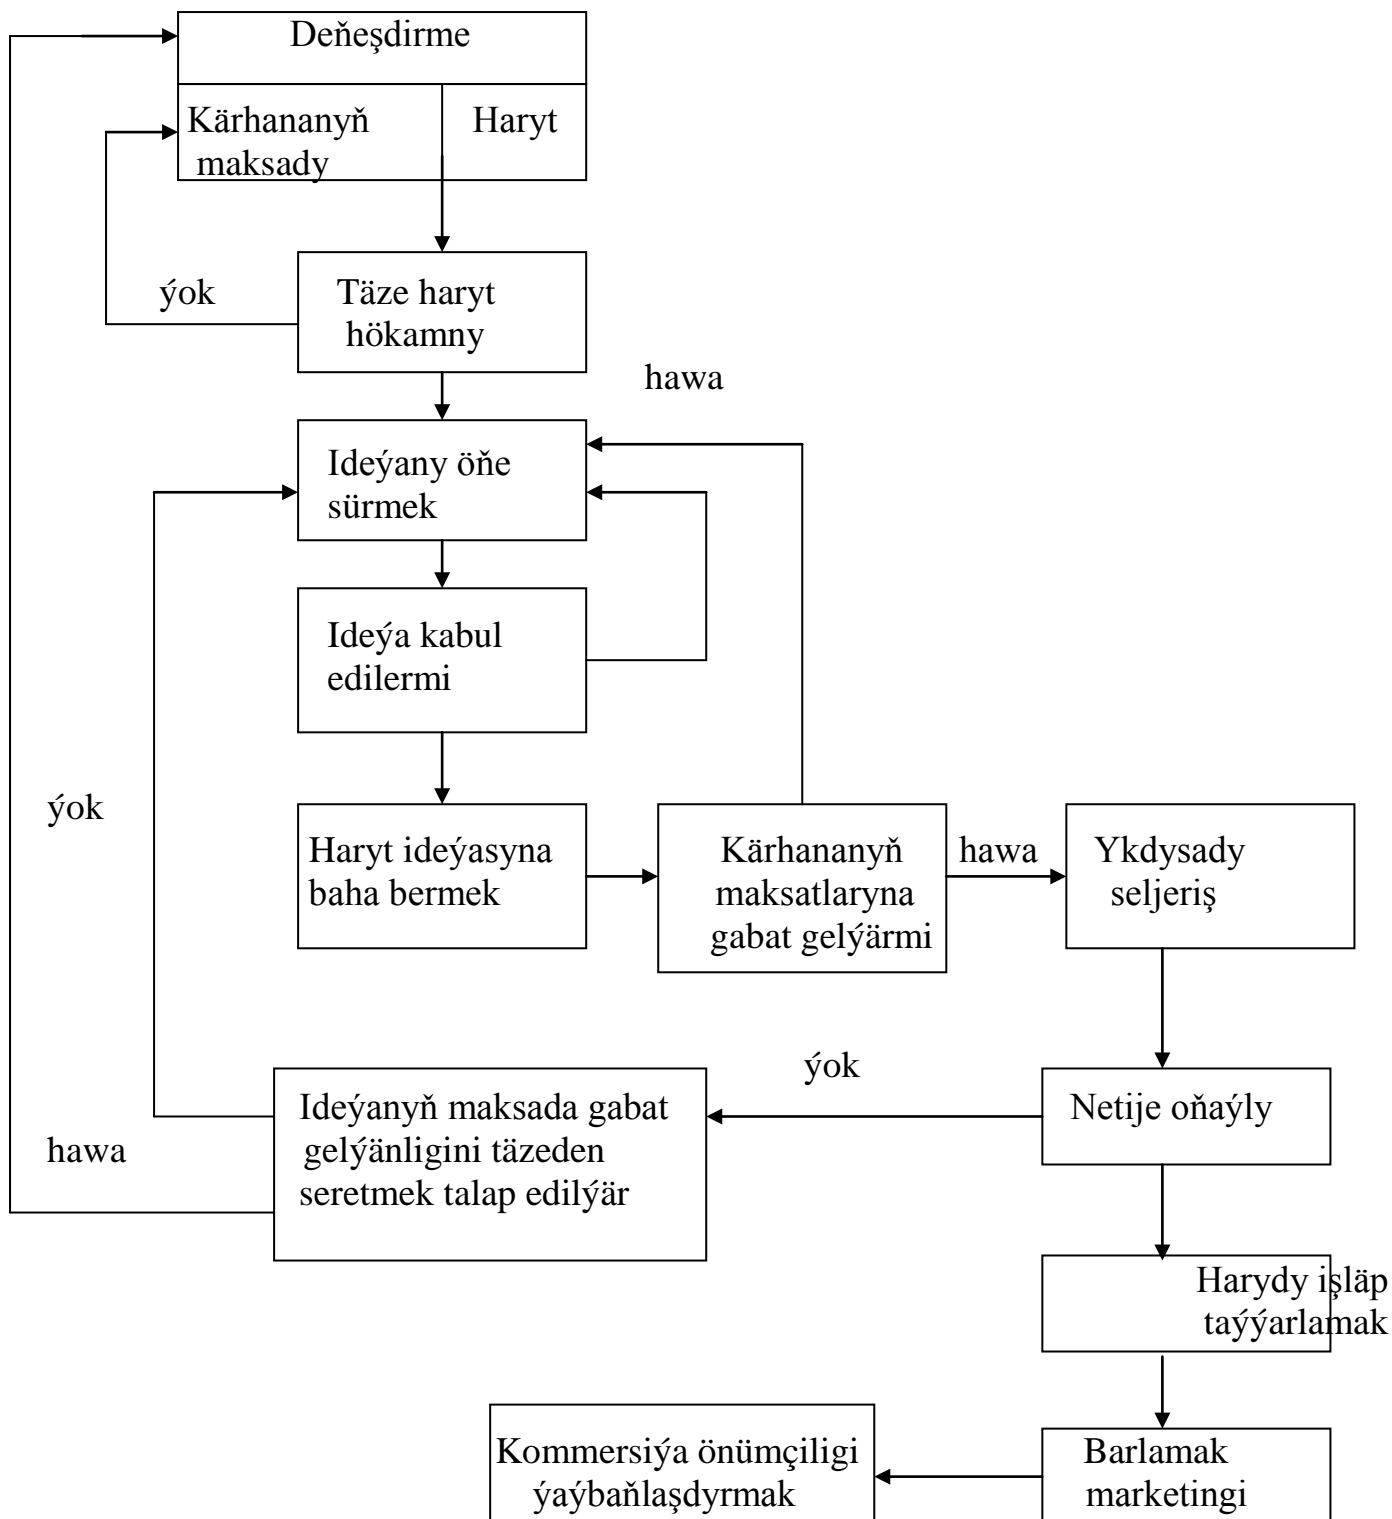 Deňeşdirme
Kärhananyň
maksady
Haryt
ýok
Täze haryt
hökamny
hawa
Ideýany öňe
sürmek
Ideýa kabul
edilermi
ýok
Haryt ideýasyna
baha bermek
Kärhananyň
maksatlaryna
gabat gelýärmi
hawa
Ykdysady
seljeriş
ýok
hawa
Ideýanyň maksada gabat
gelýänligini täzeden
seretmek talap edilýär
Netije oňaýly
Harydy işläp
taýýarlamak
Kommersiýa önümçiligi
ýaýbaňlaşdyrmak
Barlamak
marketingi